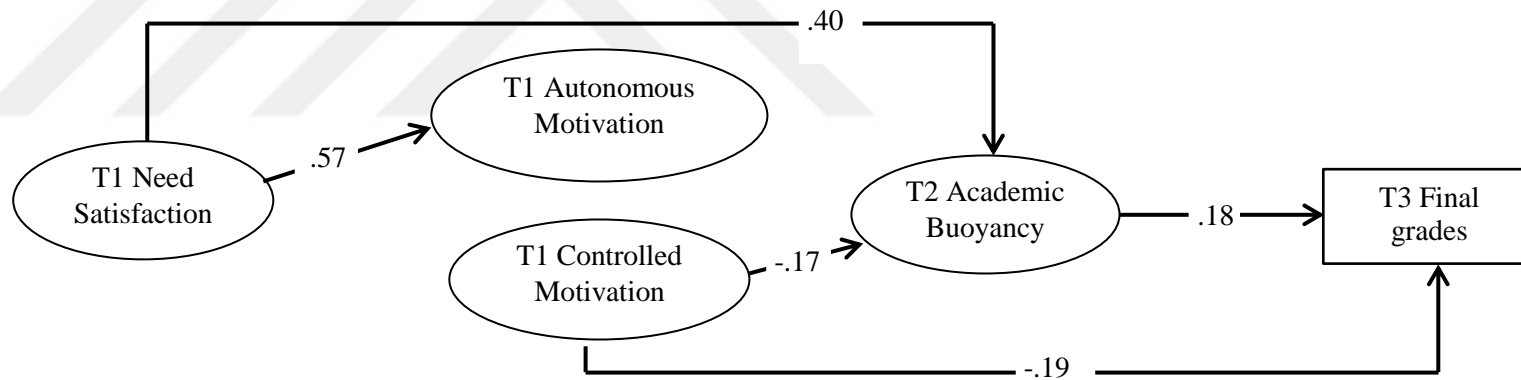 .40
T1 Autonomous
Motivation
.57
T1 Need
Satisfaction
T2 Academic
Buoyancy
.18
T3 Final
grades
T1 Controlled
Motivation
-.17
-.19